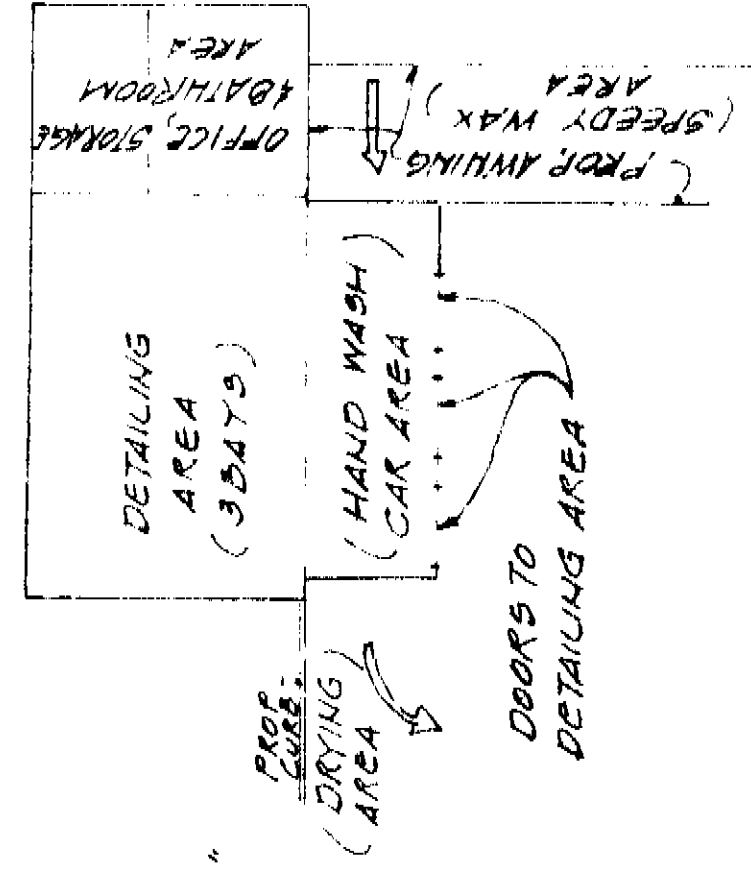 OFFICE, STORAGE
& BATHROOM
AREA
PROP. AWNING
(SPEEDY WAX)
AREA
DETAILING
AREA
(3 BAYS)
(HAND WASH)
CAR AREA
DOORS TO
DETAILING AREA
PROP
CURB
(DRYING)
AREA